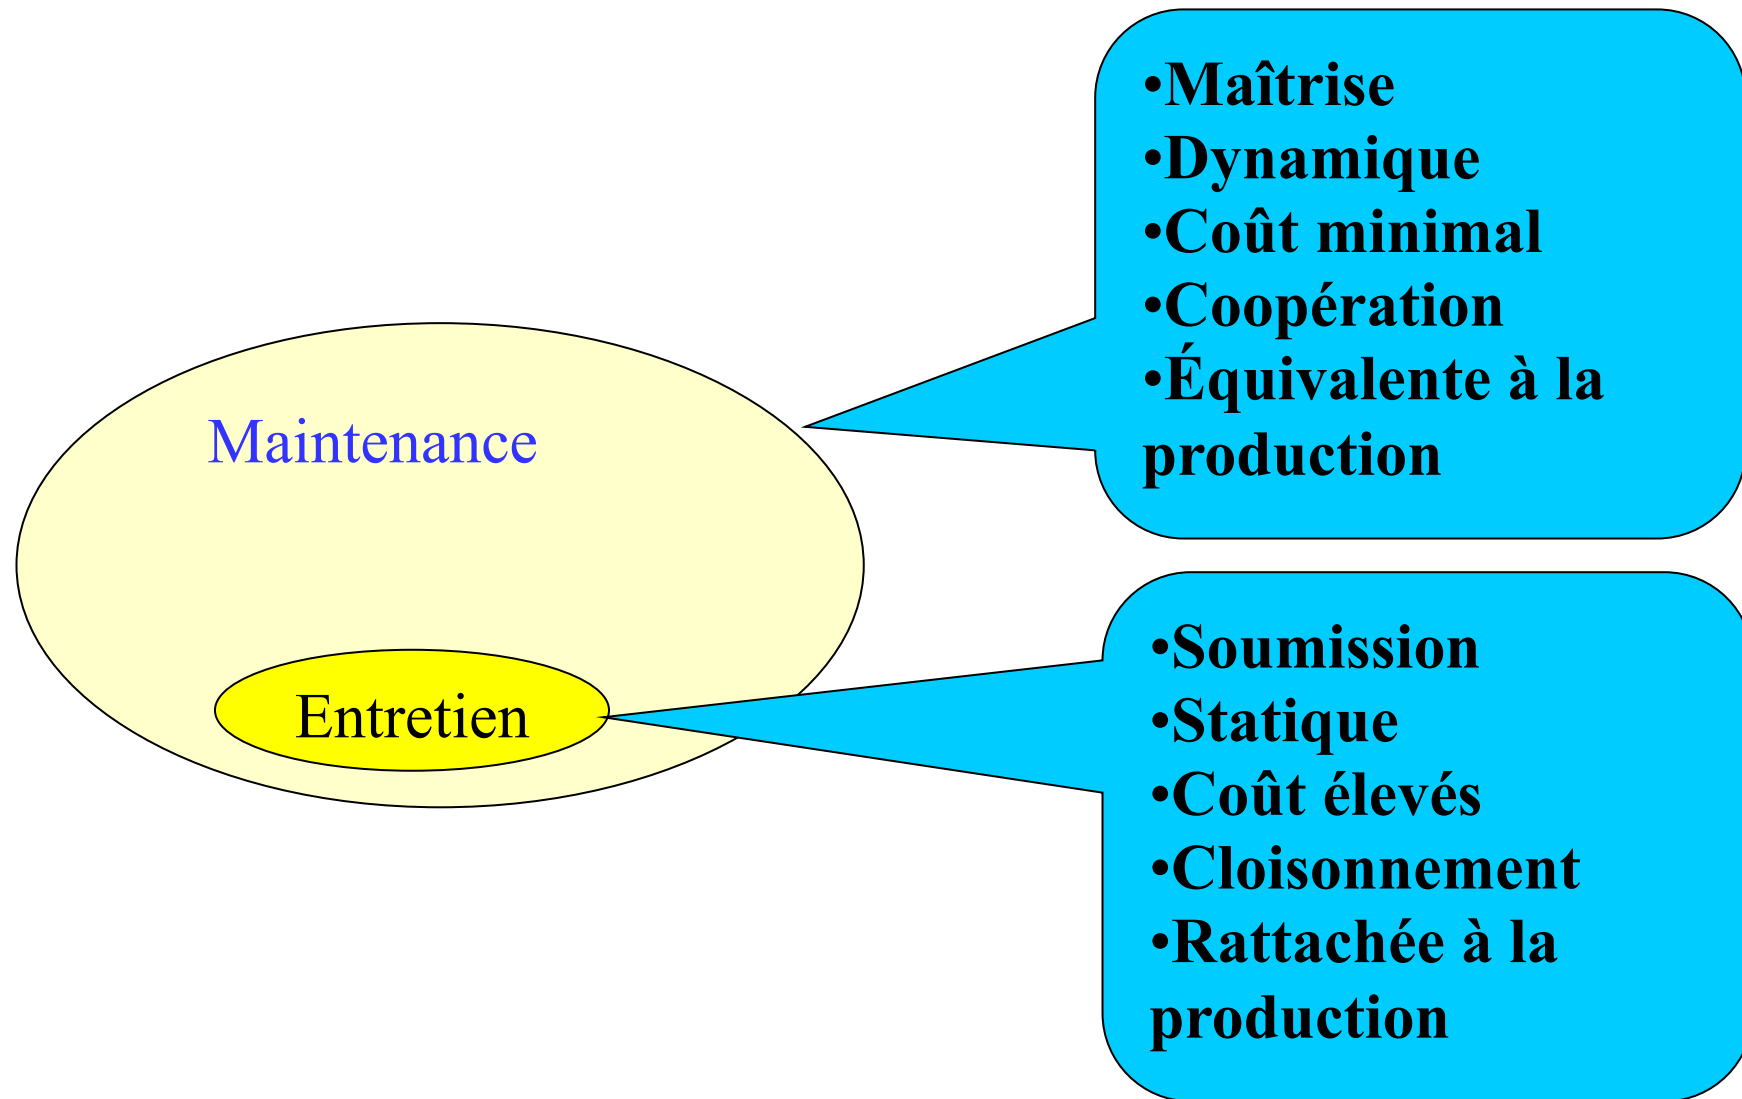 •Maîtrise
•Dynamique
•Coût minimal
•Coopération
•Équivalente à la
production
Maintenance
Entretien
•Soumission
•Statique
•Coût élevés
•Cloisonnement
•Rattachée à la
production